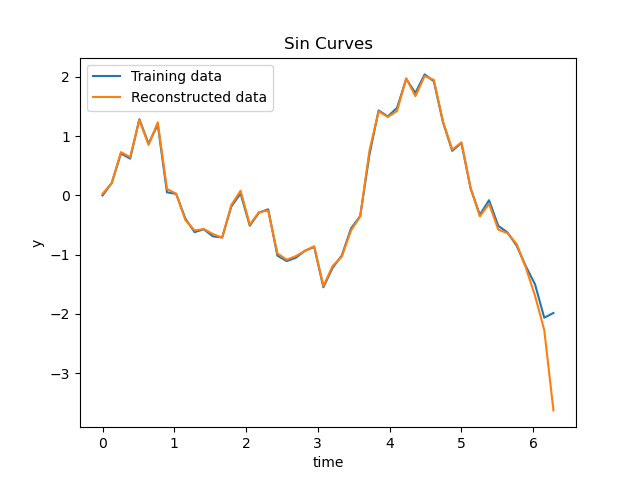 Sin Curves
Training data
Reconstructed data
2
1
0
−1
−2
−3
y
0 1 2 3 4 5 6
time